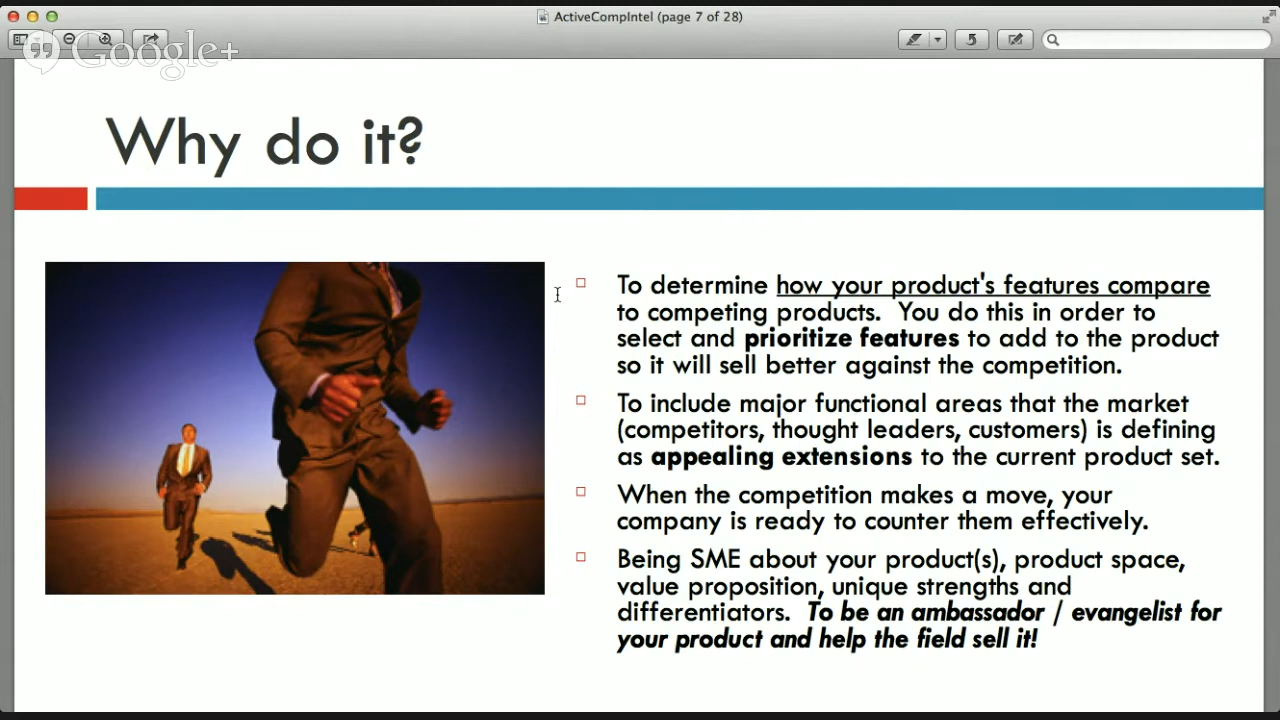 ActiveCompIntel (page 7 of 28)
Google+
Why do it?
To determine how your product's features compare
to competing products.  You do this in order to
select and prioritize features to add to the product
so it will sell better against the competition.
To include major functional areas that the market
(competitors, thought leaders, customers) is defining
as appealing extensions to the current product set.
When the competition makes a move, your
company is ready to counter them effectively.
Being SME about your product(s), product space,
value proposition, unique strengths and
differentiators.  To be an ambassador / evangelist for
your product and help the field sell it!